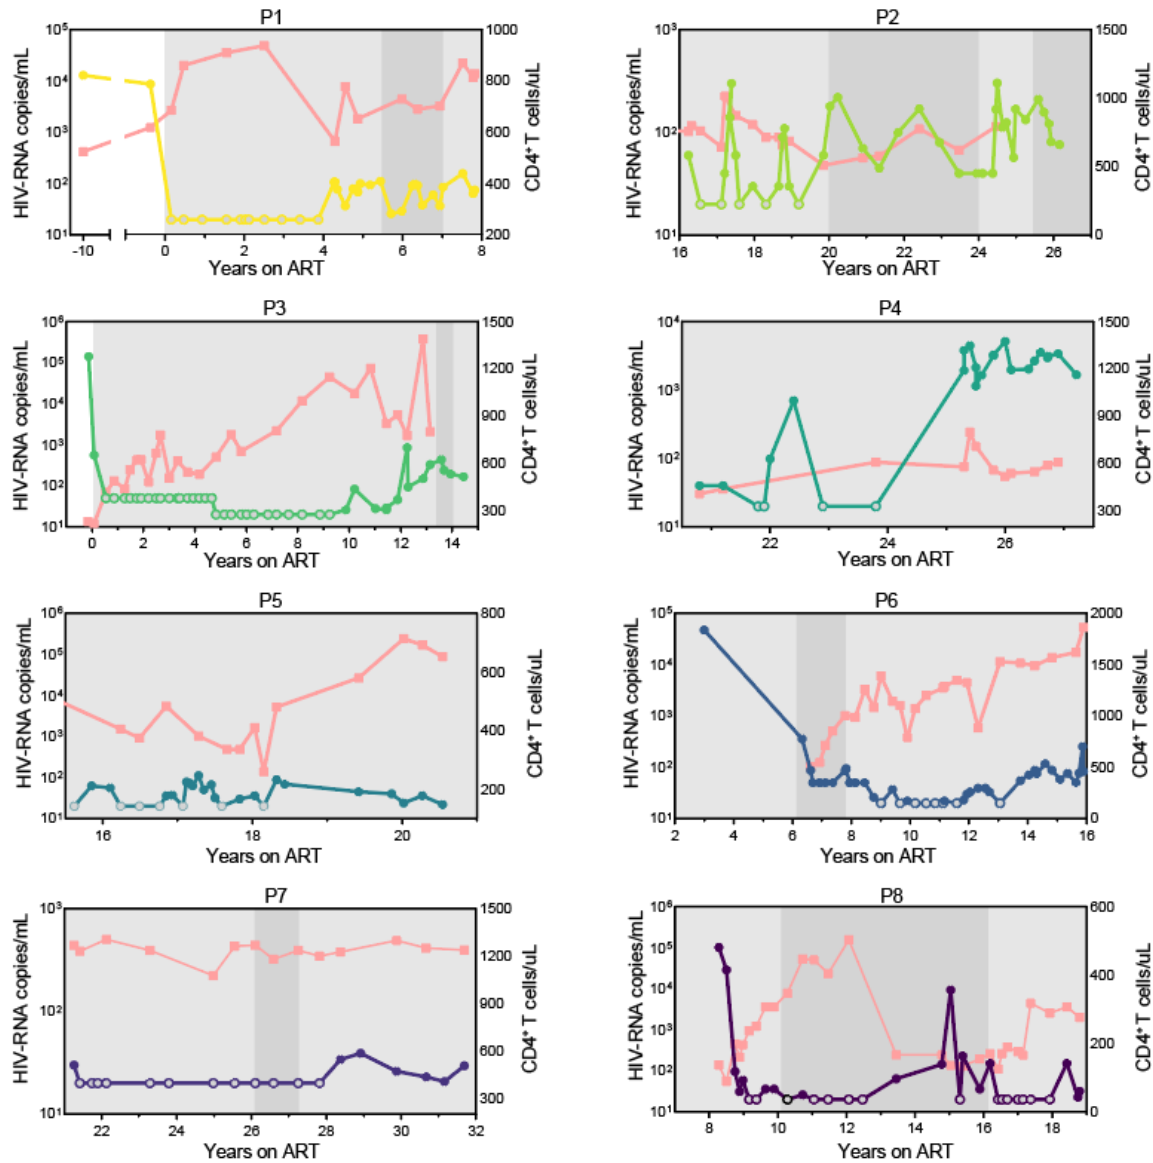 P1
HIV-RNA copies/mL
10⁵
10⁴
10³
10²
10¹
1000
800
600
400
200
CD4⁺ T cells/uL
-10 0 2 4 6 8
Years on ART
P2
HIV-RNA copies/mL
10³
10²
10¹
1500
1000
500
0
CD4⁺ T cells/uL
16 18 20 22 24 26
Years on ART
P3
HIV-RNA copies/mL
10⁶
10⁵
10⁴
10³
10²
10¹
1500
1200
900
600
300
CD4⁺ T cells/uL
0 2 4 6 8 10 12 14
Years on ART
P4
HIV-RNA copies/mL
10⁴
10³
10²
10¹
1500
1200
900
600
300
CD4⁺ T cells/uL
22 24 26
Years on ART
P5
HIV-RNA copies/mL
10⁶
10⁵
10⁴
10³
10²
10¹
800
600
400
200
CD4⁺ T cells/uL
16 18 20
Years on ART
P6
HIV-RNA copies/mL
10⁵
10⁴
10³
10²
10¹
2000
1500
1000
500
0
CD4⁺ T cells/uL
2 4 6 8 10 12 14 16
Years on ART
P7
HIV-RNA copies/mL
10³
10²
10¹
1500
1200
900
600
300
CD4⁺ T cells/uL
22 24 26 28 30 32
Years on ART
P8
HIV-RNA copies/mL
10⁶
10⁵
10⁴
10³
10²
10¹
600
400
200
0
CD4⁺ T cells/uL
8 10 12 14 16 18
Years on ART